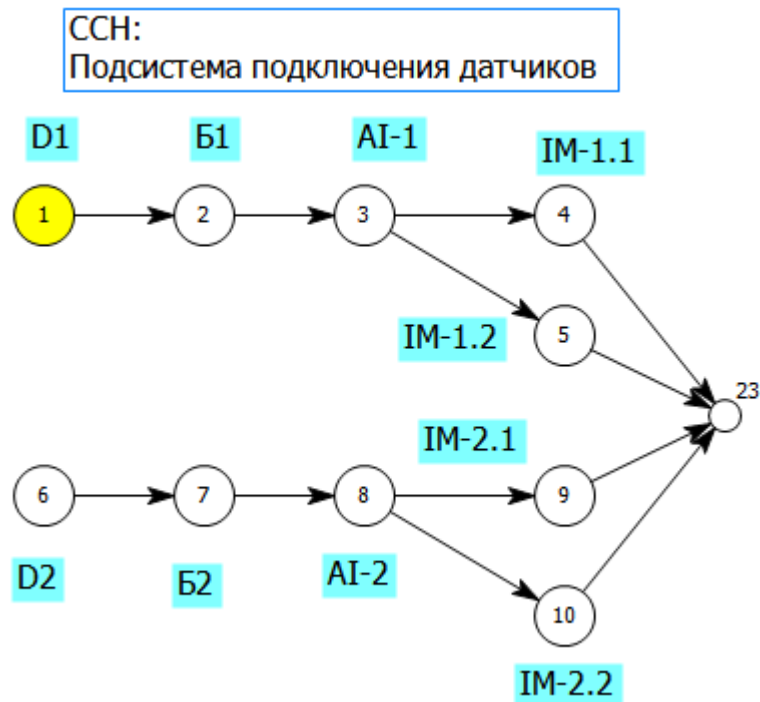 ССН:
Подсистема подключения датчиков
D1
Б1
AI-1
IM-1.1
1
2
3
4
IM-1.2
5
23
IM-2.1
6
7
8
9
D2
Б2
AI-2
10
IM-2.2